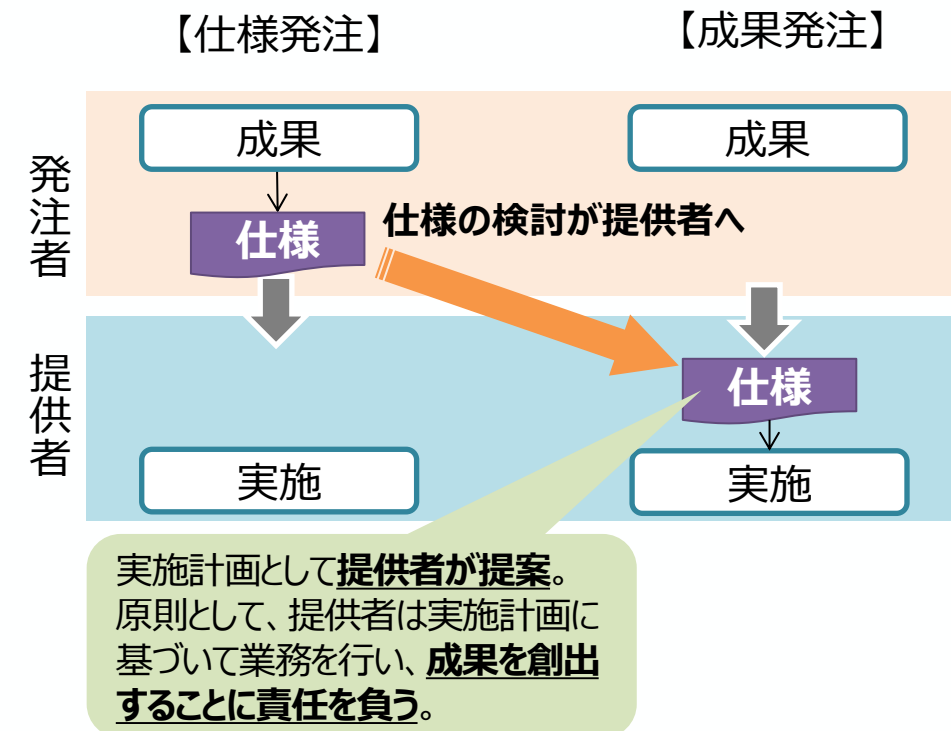 【仕様発注】
【成果発注】
発注者
成果
成果
仕様
仕様の検討が提供者へ
提供者
仕様
実施
実施
実施計画として提供者が提案。
原則として、提供者は実施計画に
基づいて業務を行い、成果を創出
することに責任を負う。